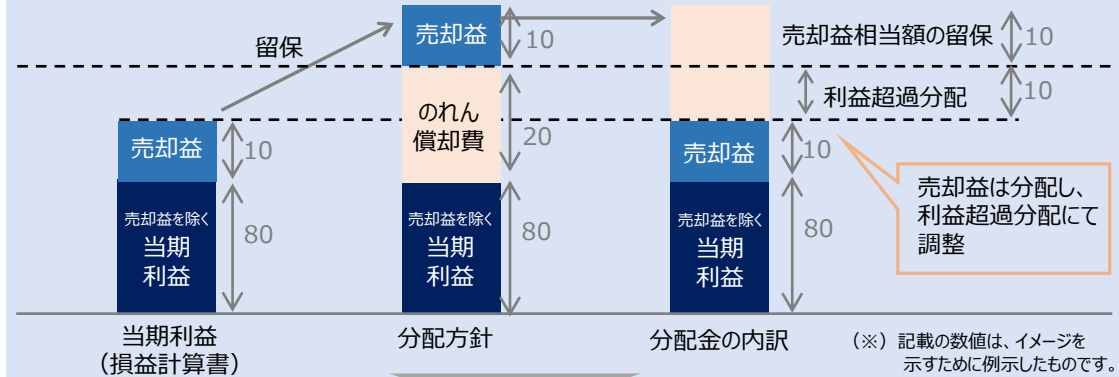 留保
売却益
10
売却益
10
売却益を除く
当期
利益
80
当期利益
（損益計算書）
のれん
償却費
20
売却益を除く
当期
利益
80
分配方針
売却益
10
売却益を除く
当期
利益
80
分配金の内訳
売却益相当額の留保
10
利益超過分配
10
売却益は分配し、
利益超過分配にて
調整
（※）記載の数値は、イメージを
示すために例示したものです。